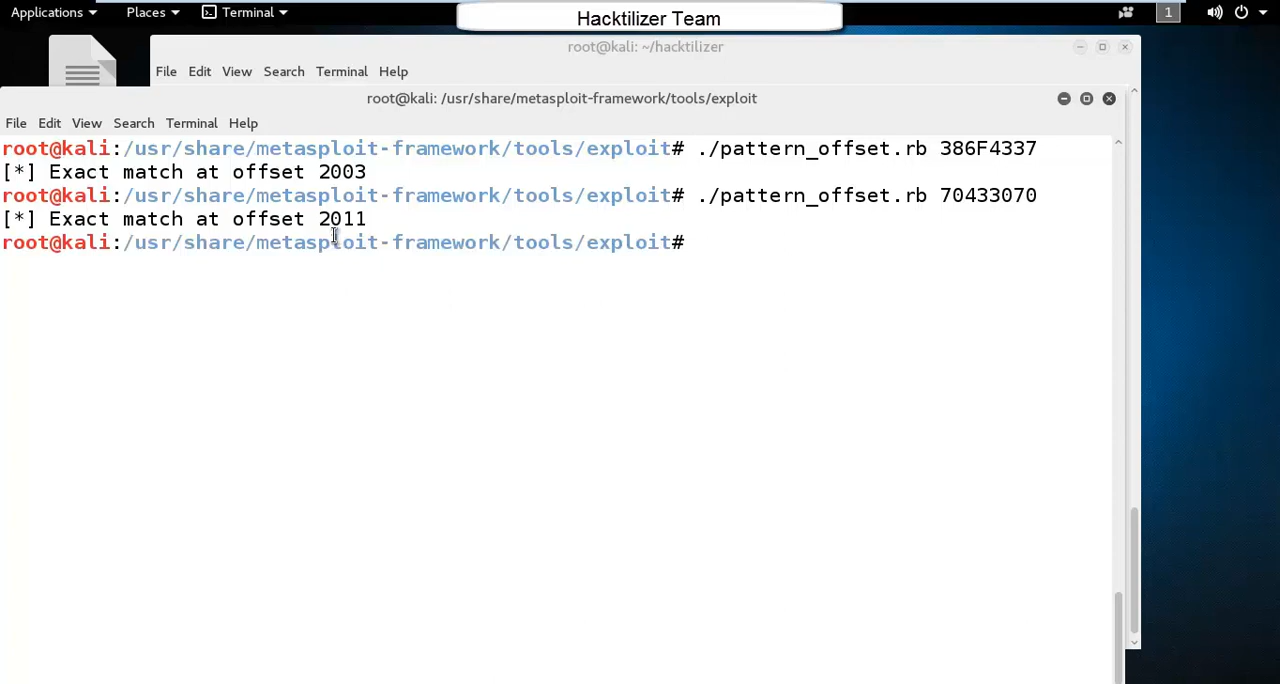 Applications Places Terminal Hacktilizer Team 1
root@kali: ~/hacktilizer
File Edit View Search Terminal Help
root@kali: /usr/share/metasploit-framework/tools/exploit
File Edit View Search Terminal Help
root@kali:/usr/share/metasploit-framework/tools/exploit# ./pattern_offset.rb 386F4337
[*] Exact match at offset 2003
root@kali:/usr/share/metasploit-framework/tools/exploit# ./pattern_offset.rb 70433070
[*] Exact match at offset 2011
root@kali:/usr/share/metasploit-framework/tools/exploit#